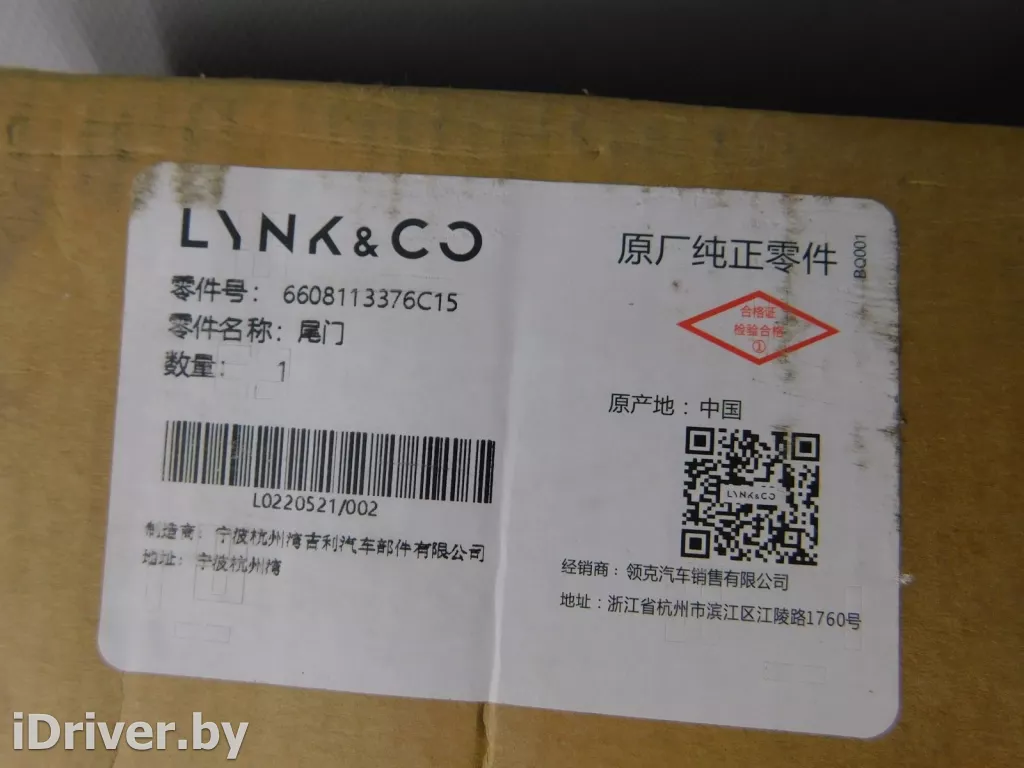 LYNK & CO
零件号: 6608113376C15
零件名称: 尾门
数量: 1
L0220521/002
制造商: 宁波杭州湾吉利汽车部件有限公司
地址: 宁波杭州湾
原厂纯正零件
BQ001
合格证
检验合格
①
原产地：中国
LYNK&CO
经销商：领克汽车销售有限公司
地址：浙江省杭州市滨江区江陵路1760号
iDriver.by